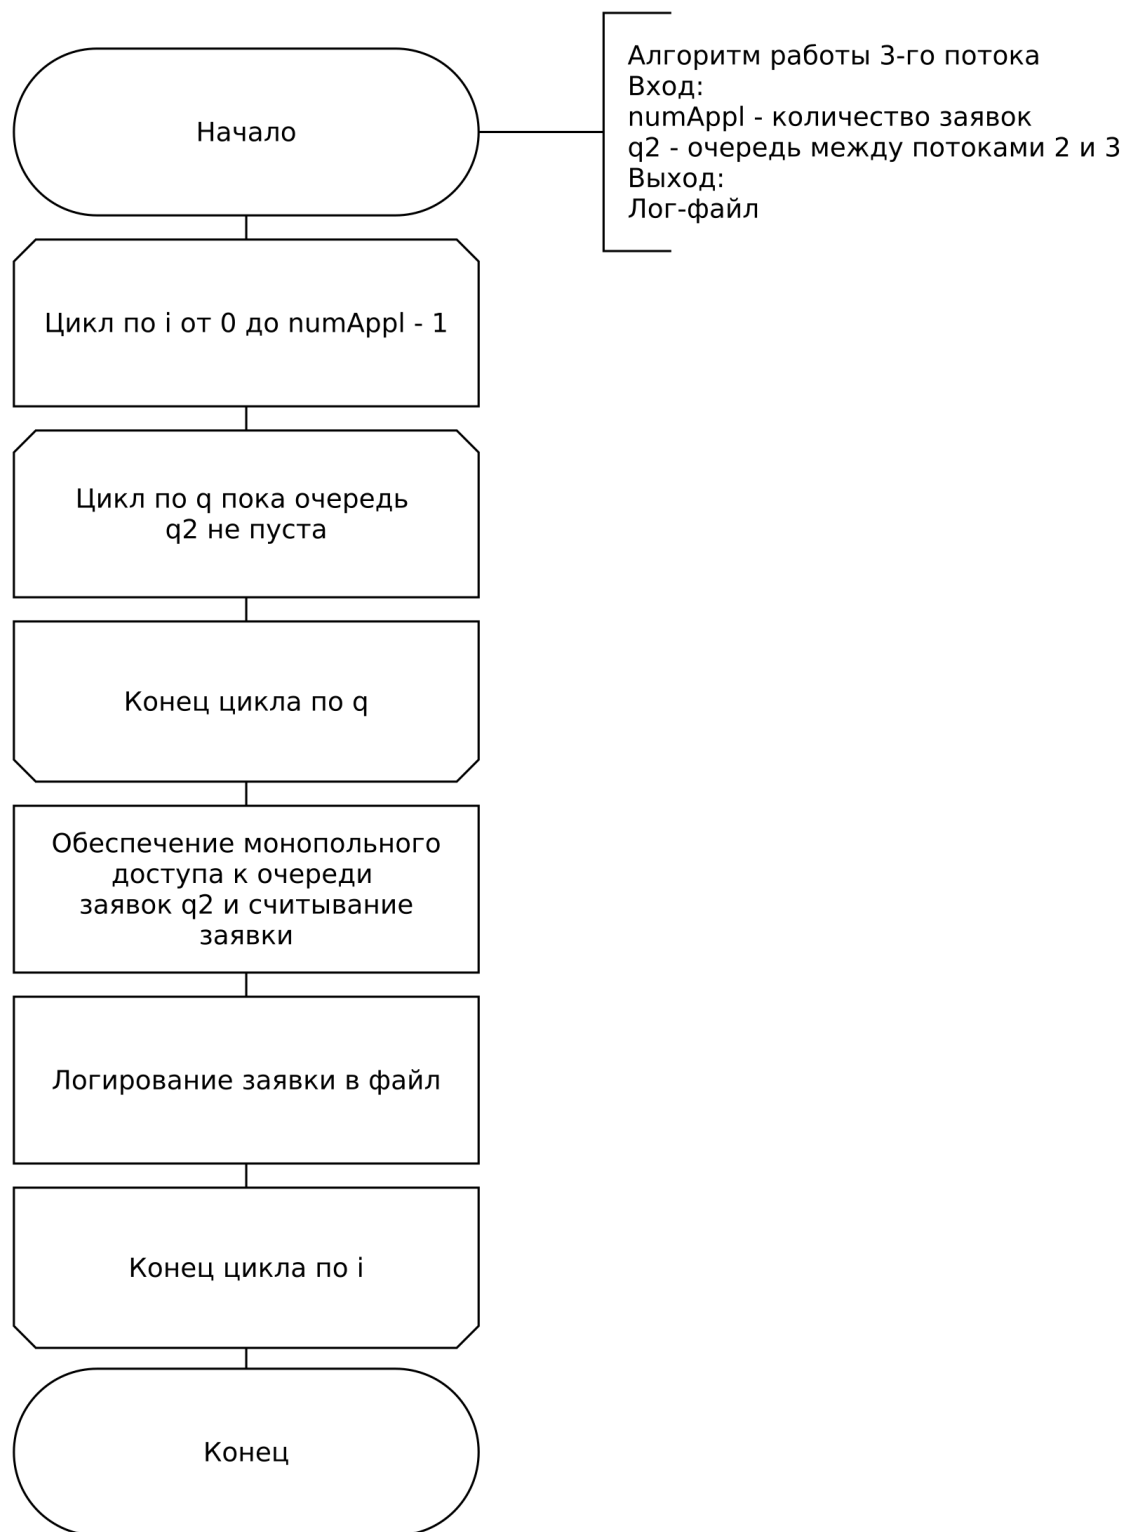 Начало
Алгоритм работы 3-го потока
Вход:
numAppl - количество заявок
q2 - очередь между потоками 2 и 3
Выход:
Лог-файл
Цикл по i от 0 до numAppl - 1
Цикл по q пока очередь
q2 не пуста
Конец цикла по q
Обеспечение монопольного
доступа к очереди
заявок q2 и считывание
заявки
Логирование заявки в файл
Конец цикла по i
Конец